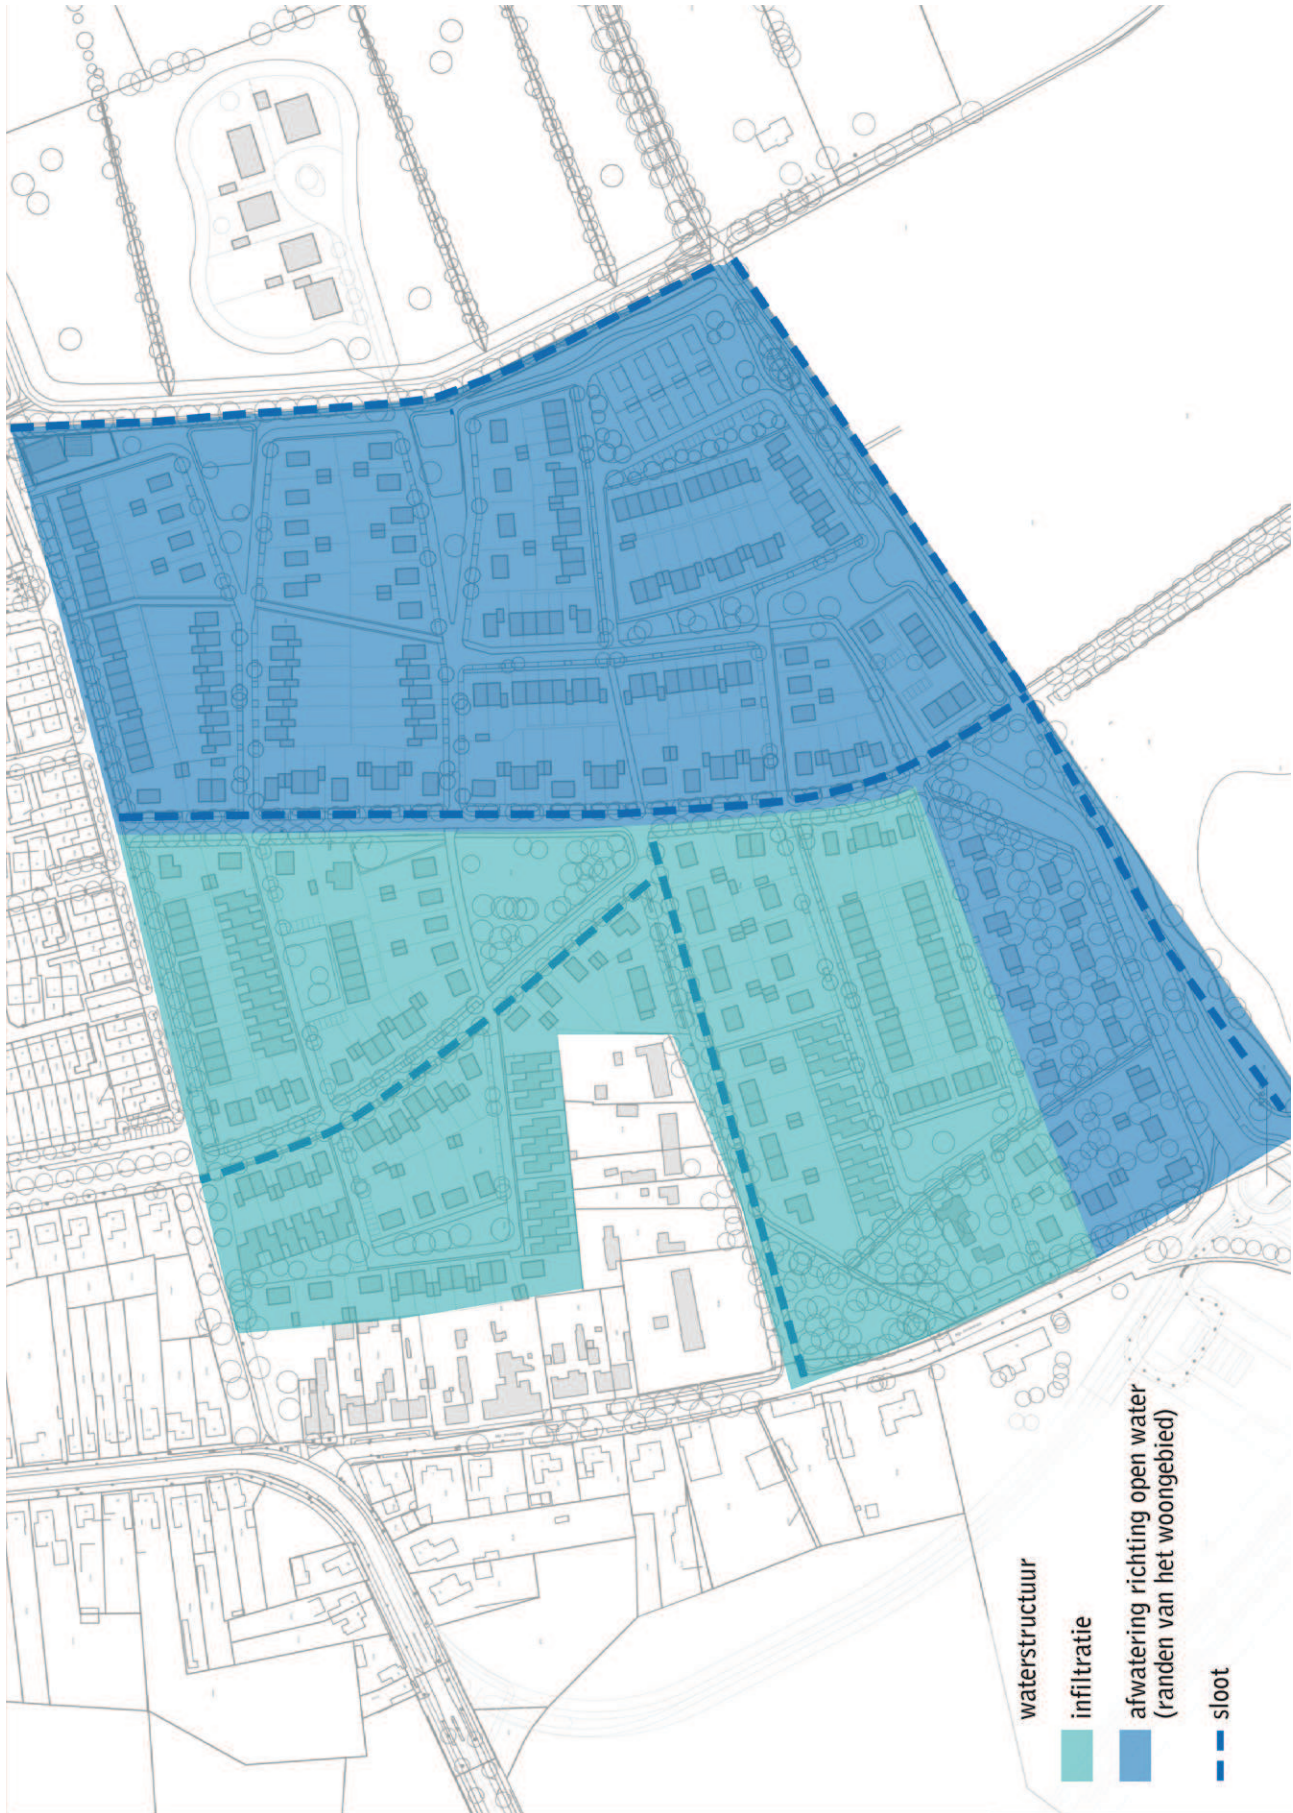 waterstructuur
infiltratie
afwatering richting open water
(randen van het woongebied)
sloot